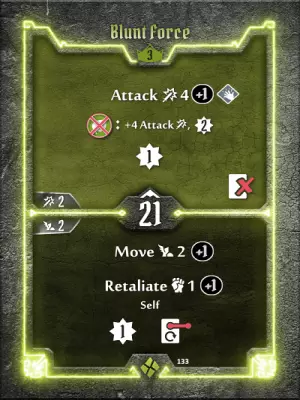 Blunt Force
3
Attack 4 +1
: +4 Attack, 2
1
2
21
2
Move 2 +1
Retaliate 1 +1
Self
1
133